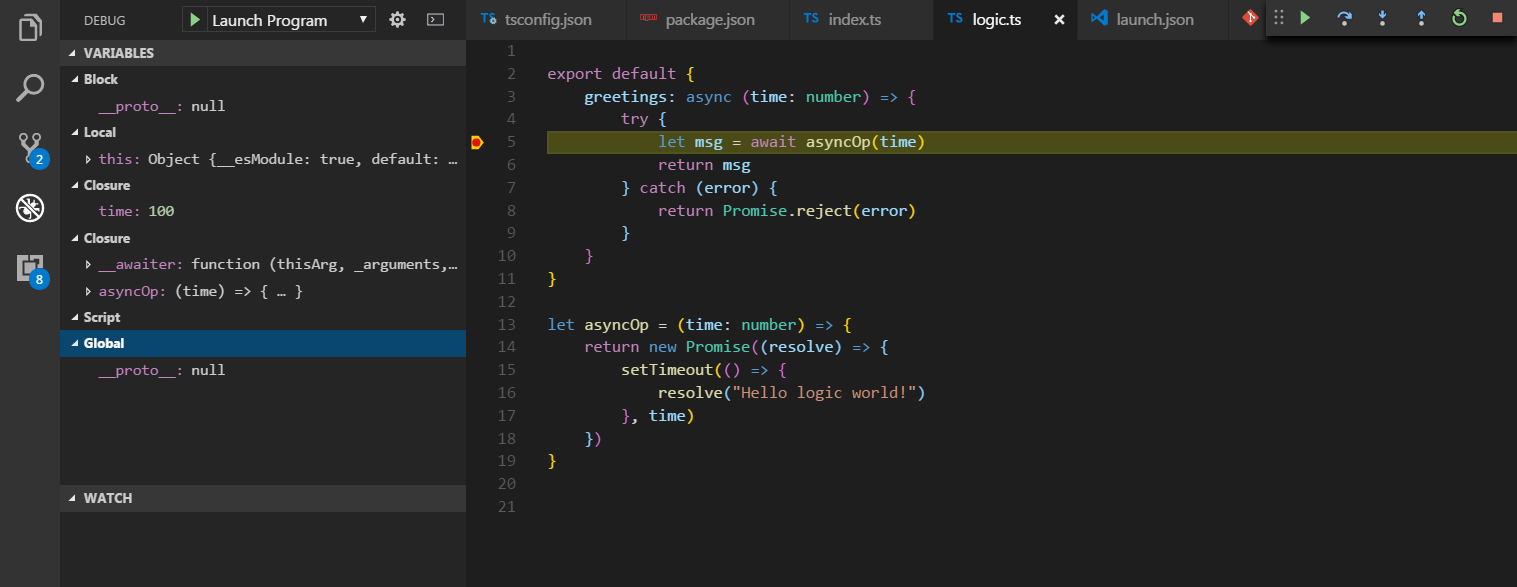 DEBUG Launch Program
VARIABLES
Block
__proto__: null
Local
this: Object {__esModule: true, default: …
Closure
time: 100
Closure
__awaiter: function (thisArg, _arguments,…
asyncOp: (time) => { … }
Script
Global
__proto__: null
WATCH
2
8
TS tsconfig.json npm package.json TS index.ts TS logic.ts × launch.json
1
2 export default {
3     greetings: async (time: number) => {
4         try {
5             let msg = await asyncOp(time)
6             return msg
7         } catch (error) {
8             return Promise.reject(error)
9         }
10     }
11 }
12
13 let asyncOp = (time: number) => {
14     return new Promise((resolve) => {
15         setTimeout(() => {
16             resolve("Hello logic world!")
17         }, time)
18     })
19 }
20
21